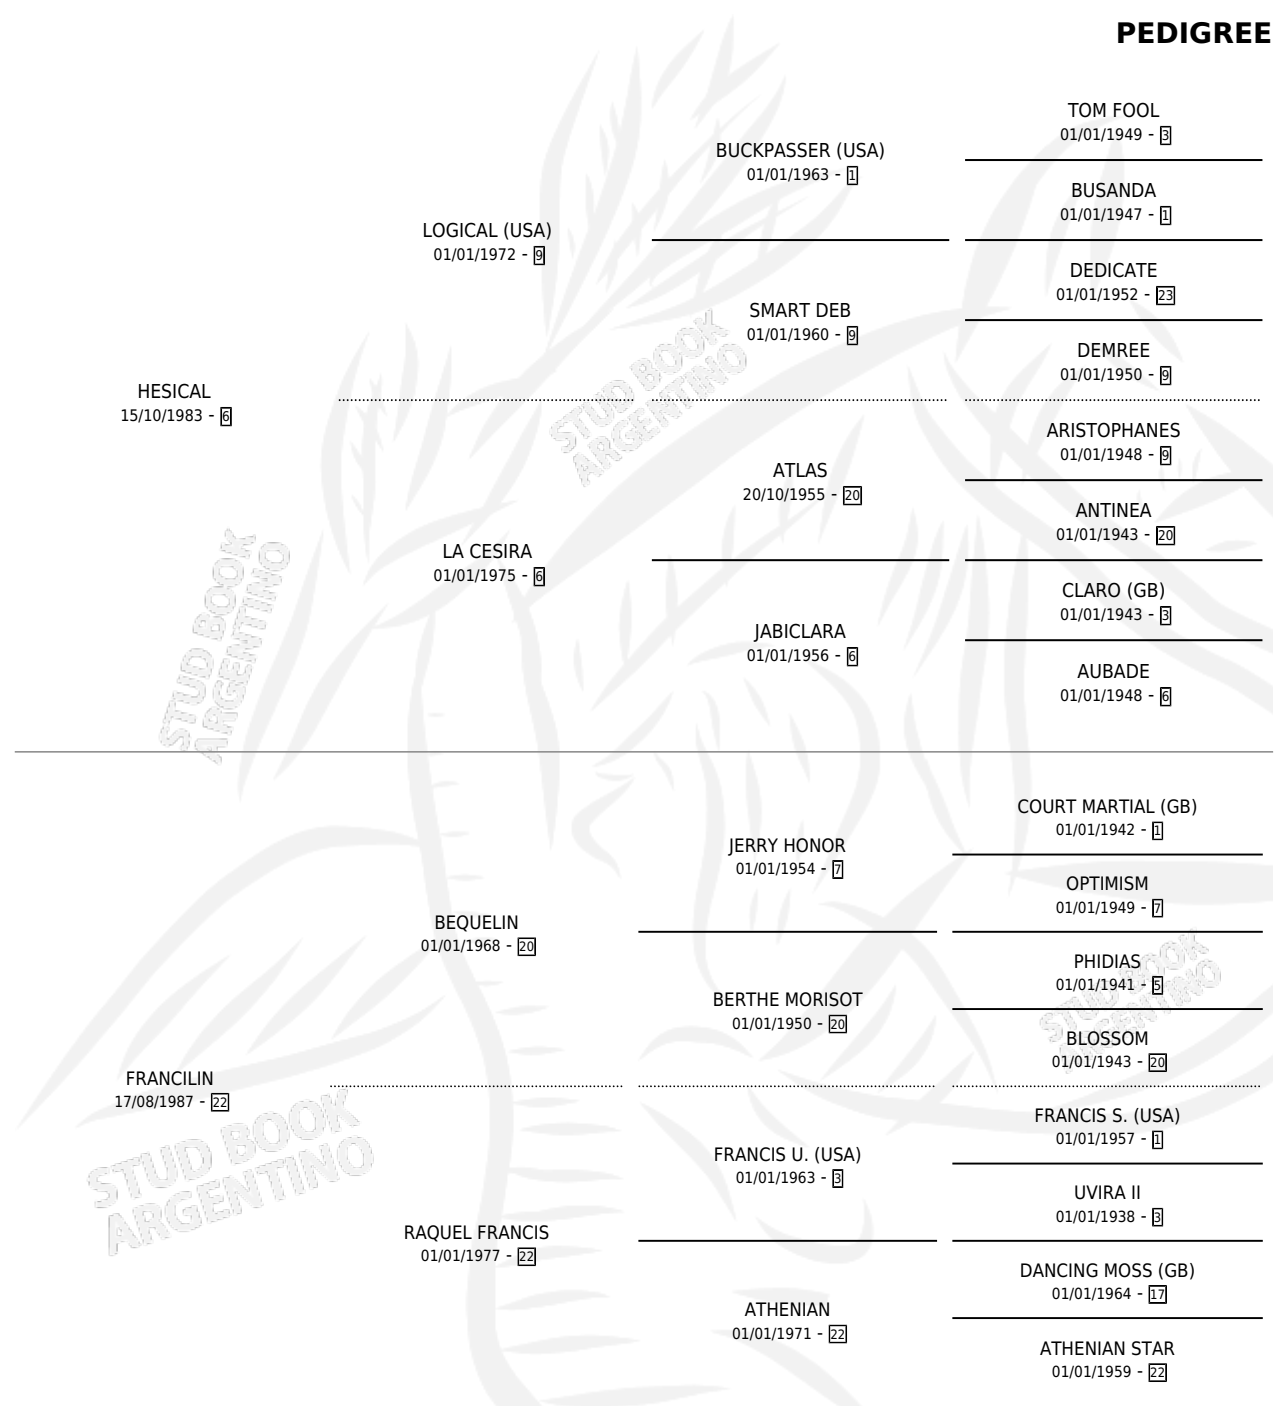 PEDIGREE
TOM FOOL
01/01/1949 - 3
BUCKPASSER (USA)
01/01/1963 - 1
BUSANDA
01/01/1947 - 1
LOGICAL (USA)
01/01/1972 - 9
DEDICATE
01/01/1952 - 23
SMART DEB
01/01/1960 - 9
DEMREE
01/01/1950 - 9
HESICAL
15/10/1983 - 6
STUD BOOK
ARGENTINO
ARISTOPHANES
01/01/1948 - 9
ATLAS
20/10/1955 - 20
ANTINEA
01/01/1943 - 20
LA CESIRA
01/01/1975 - 6
CLARO (GB)
01/01/1943 - 3
JABICLARA
01/01/1956 - 6
AUBADE
01/01/1948 - 6
STUD BOOK
ARGENTINO
COURT MARTIAL (GB)
01/01/1942 - 1
JERRY HONOR
01/01/1954 - 7
OPTIMISM
01/01/1949 - 7
BEQUELIN
01/01/1968 - 20
PHIDIAS
01/01/1941 - 5
BERTHE MORISOT
01/01/1950 - 20
STUD BOOK
ARGENTINO
BLOSSOM
01/01/1943 - 20
FRANCILIN
17/08/1987 - 22
FRANCIS S. (USA)
01/01/1957 - 1
FRANCIS U. (USA)
01/01/1963 - 3
UVIRA II
01/01/1938 - 3
STUD BOOK
ARGENTINO
RAQUEL FRANCIS
01/01/1977 - 22
DANCING MOSS (GB)
01/01/1964 - 17
ATHENIAN
01/01/1971 - 22
ATHENIAN STAR
01/01/1959 - 22